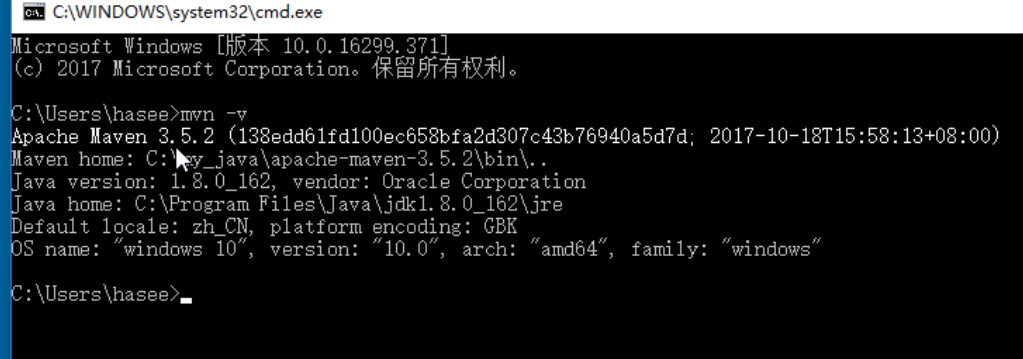 C:\WINDOWS\system32\cmd.exe
Microsoft Windows [版本 10.0.16299.371]
(c) 2017 Microsoft Corporation。保留所有权利。
C:\Users\hasee>mvn -v
Apache Maven 3.5.2 (138edd61fd100ec658bfa2d307c43b76940a5d7d; 2017-10-18T15:58:13+08:00)
Maven home: C:\my_java\apache-maven-3.5.2\bin\..
Java version: 1.8.0_162, vendor: Oracle Corporation
Java home: C:\Program Files\Java\jdk1.8.0_162\jre
Default locale: zh_CN, platform encoding: GBK
OS name: "windows 10", version: "10.0", arch: "amd64", family: "windows"
C:\Users\hasee>